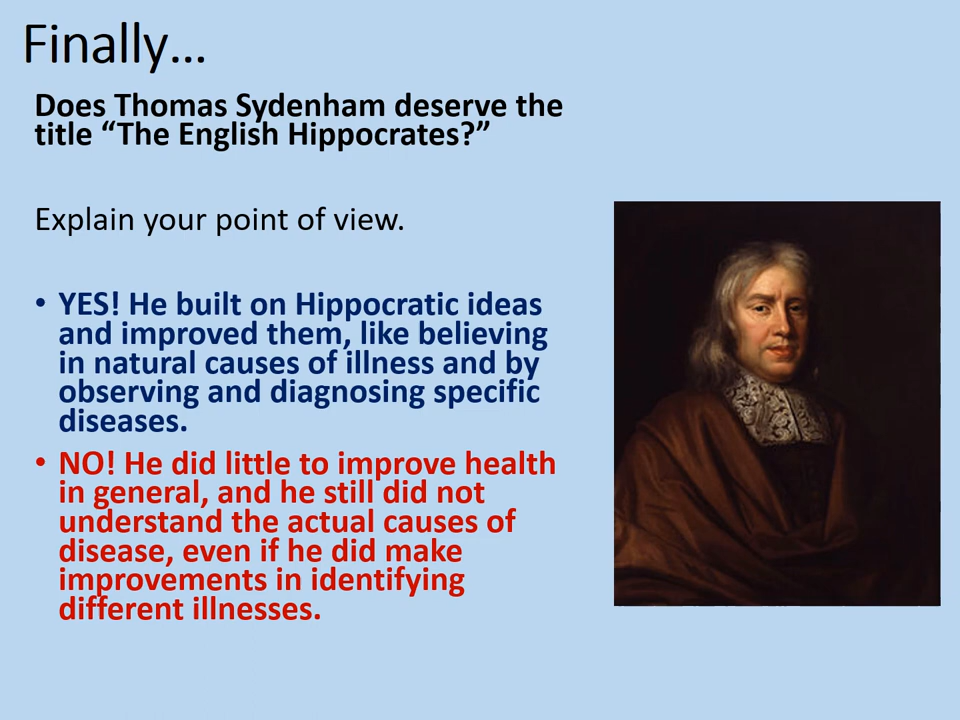 Finally…
Does Thomas Sydenham deserve the
title “The English Hippocrates?”
Explain your point of view.
• YES! He built on Hippocratic ideas
and improved them, like believing
in natural causes of illness and by
observing and diagnosing specific
diseases.
• NO! He did little to improve health
in general, and he still did not
understand the actual causes of
disease, even if he did make
improvements in identifying
different illnesses.